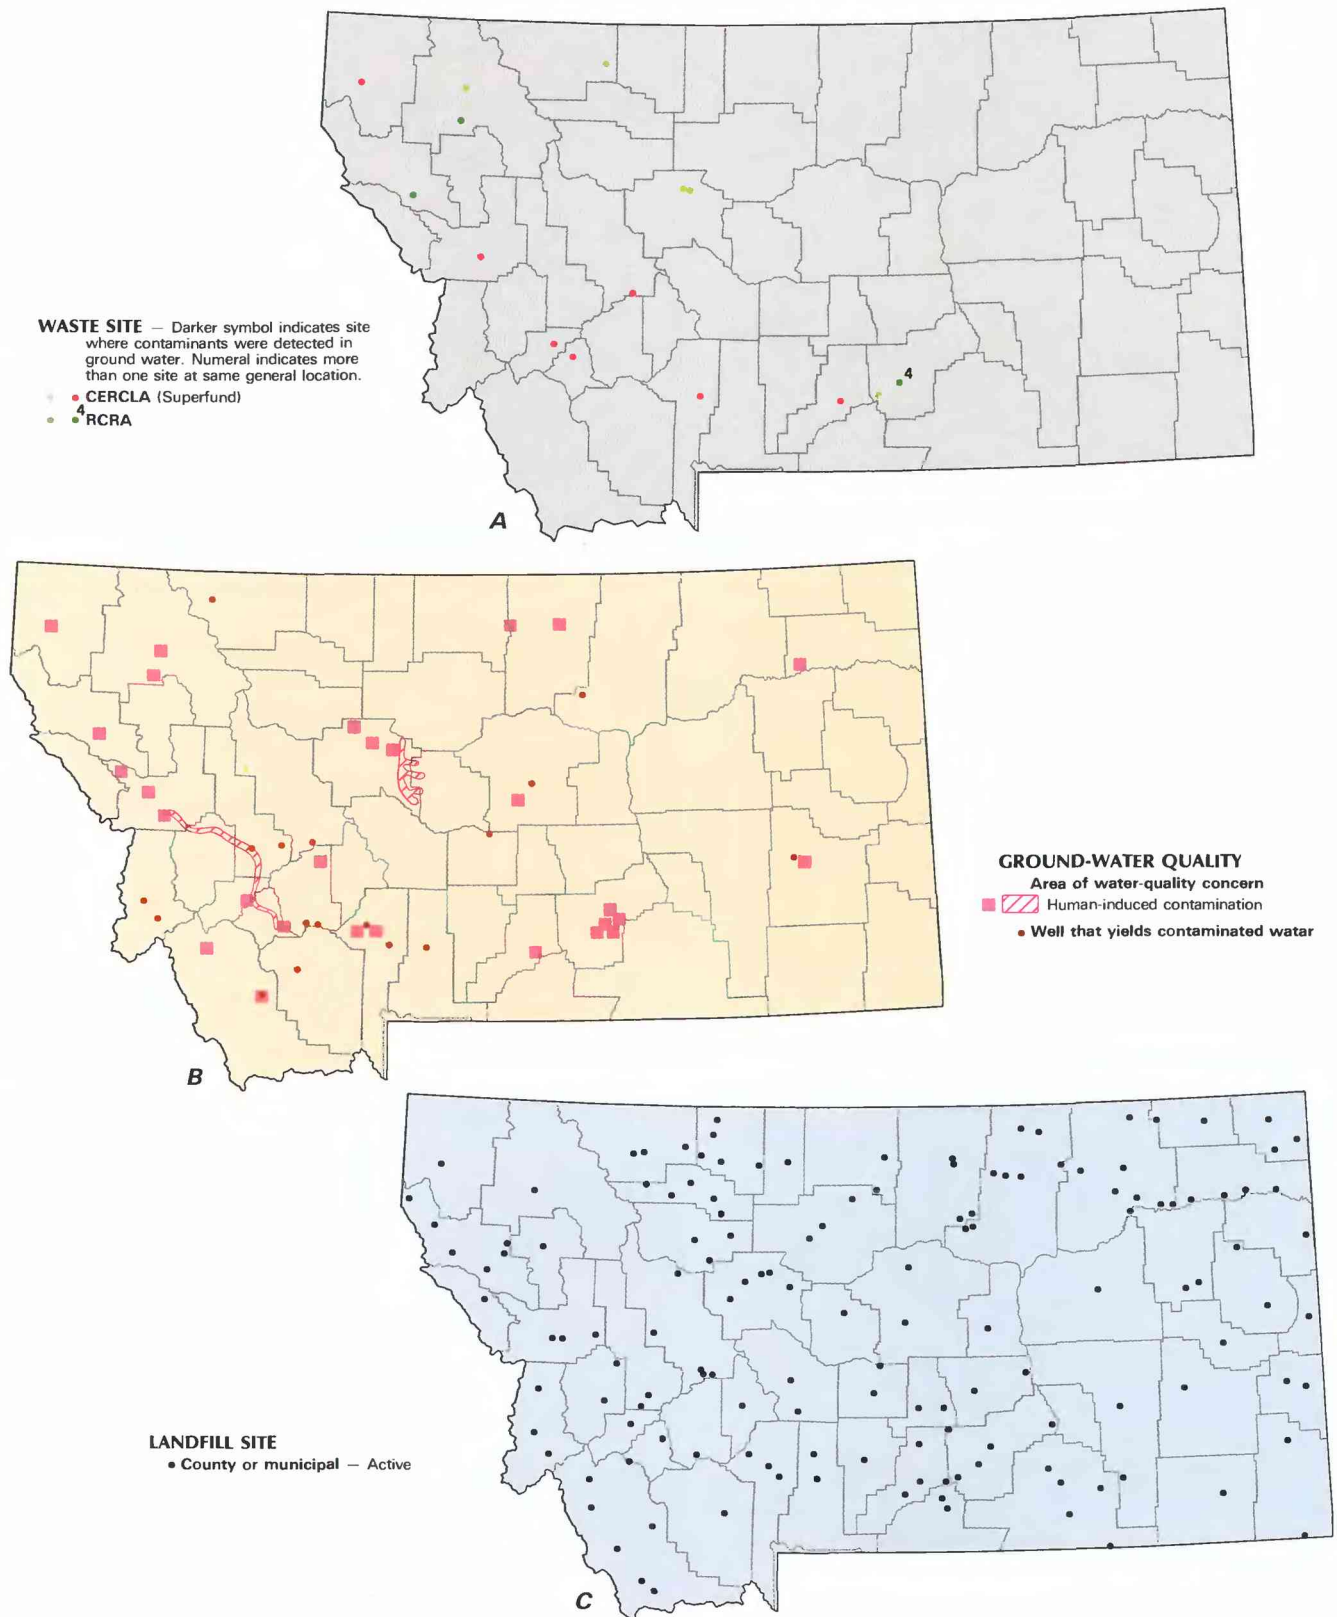 WASTE SITE — Darker symbol indicates site
where contaminants were detected in
ground water. Numeral indicates more
than one site at same general location.
CERCLA (Superfund)
4
RCRA
4
A
B
GROUND-WATER QUALITY
Area of water-quality concern
Human-induced contamination
Well that yields contaminated watar
LANDFILL SITE
County or municipal — Active
C